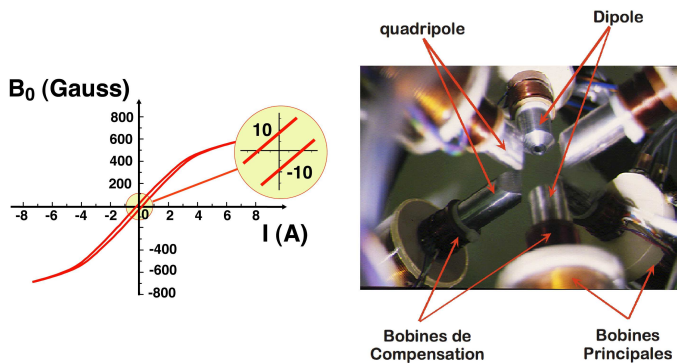 B₀ (Gauss)
800
600
400
200
-8 -6 -4 -2 0 2 4 6 8
I (A)
-400
-600
-800
10
-10
quadripole
Dipole
Bobines de
Compensation
Bobines
Principales